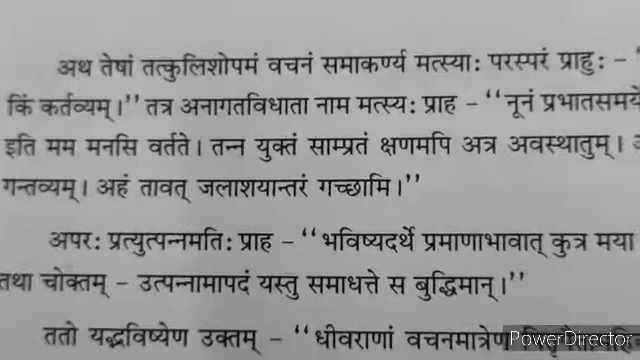 अथ तेषां तत्कुलिशोपमं वचनं समाकर्ण्य मत्स्याः परस्परं प्राहुः – “
किं कर्तव्यम्।” तत्र अनागतविधाता नाम मत्स्यः प्राह – “नूनं प्रभातसमये
इति मम मनसि वर्तते। तन्न युक्तं साम्प्रतं क्षणमपि अत्र अवस्थातुम्।
गन्तव्यम्। अहं तावत् जलाशयान्तरं गच्छामि।”
अपरः प्रत्युत्पन्नमतिः प्राह – “भविष्यदर्थे प्रमाणाभावात् कुत्र मया
तथा चोक्तम् – उत्पन्नामापदं यस्तु समाधत्ते स बुद्धिमान्।”
ततो यद्भविष्येण उक्तम् – “धीवराणां वचनमात्रेण
PowerDirector